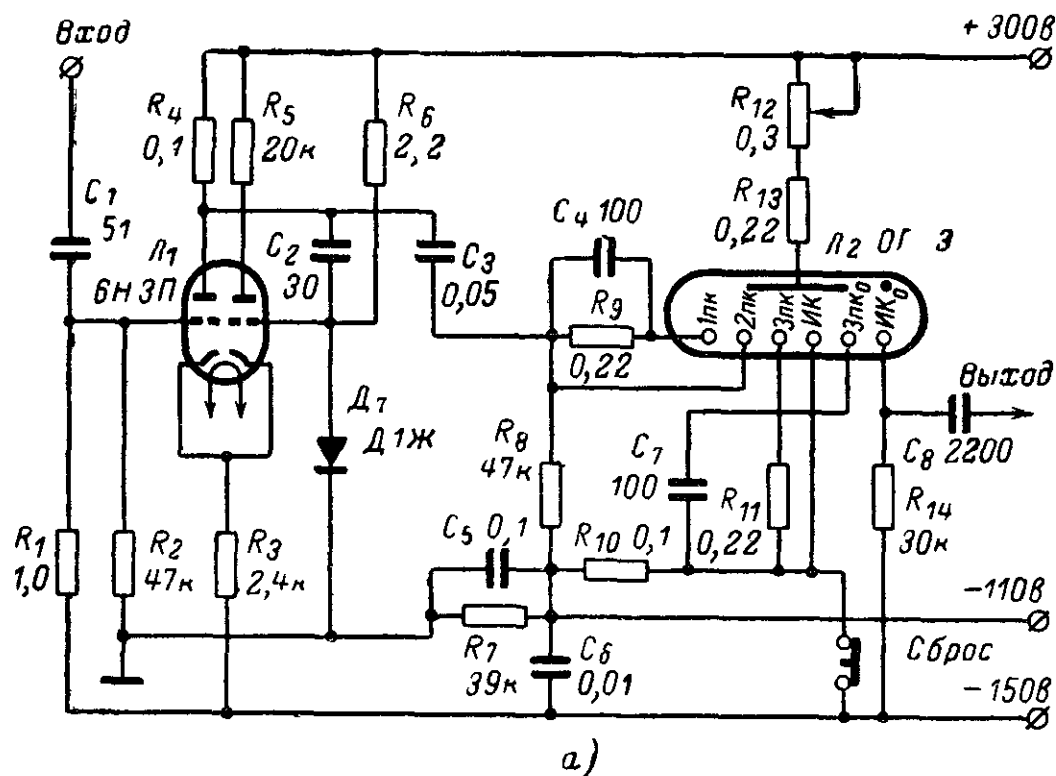 Вход
+ 300в
R4
0,1
R5
20к
R6
2,2
R12
0,3
C1
51
C4 100
R13
0,22
Л1
6Н 3П
C2
30
C3
0,05
Л2 ОГ 3
R9
0,22
1пк
2пк
3пк
ИК
3пк0
ИК0
Выход
C8 2200
Д7
Д1Ж
R8
47к
C7
100
R11
0,22
R14
30к
C5 0,1
R10 0,1
R1
1,0
R2
47к
R3
2,4к
R7
39к
C6
0,01
–110в
Сброс
–150в
а)